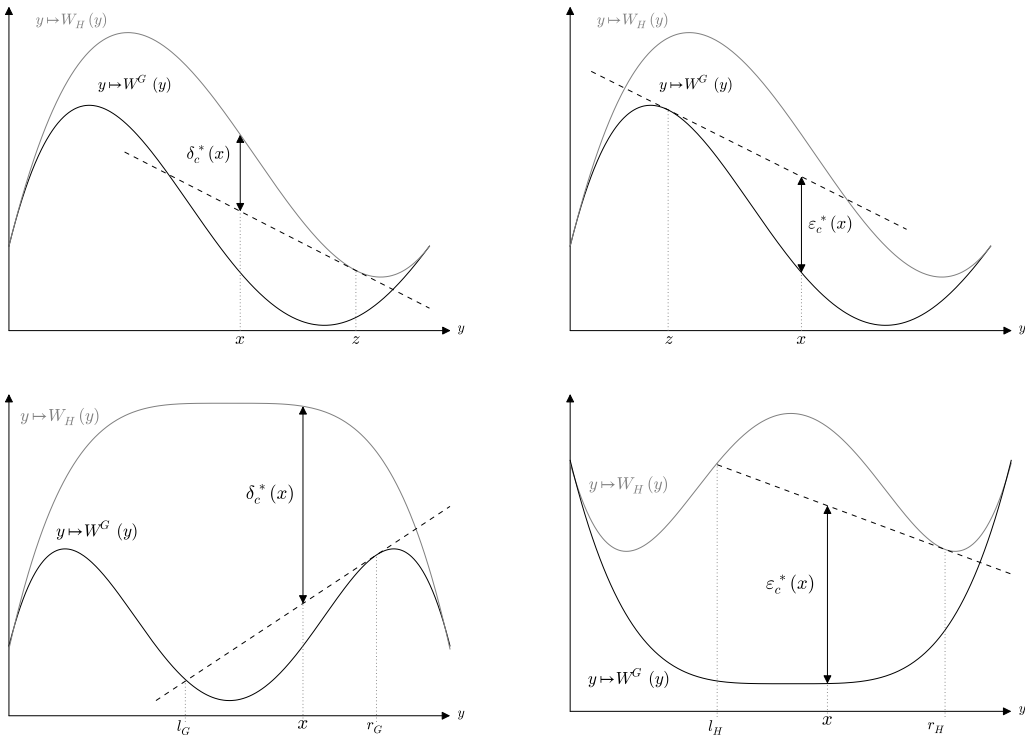 y ↦ W_H (y)
y ↦ W^G (y)
δ_c^* (x)
x
z
y
y ↦ W_H (y)
y ↦ W^G (y)
ε_c^* (x)
z
x
y
y ↦ W_H (y)
δ_c^* (x)
y ↦ W^G (y)
l_G
x
r_G
y
y ↦ W_H (y)
ε_c^* (x)
y ↦ W^G (y)
l_H
x
r_H
y